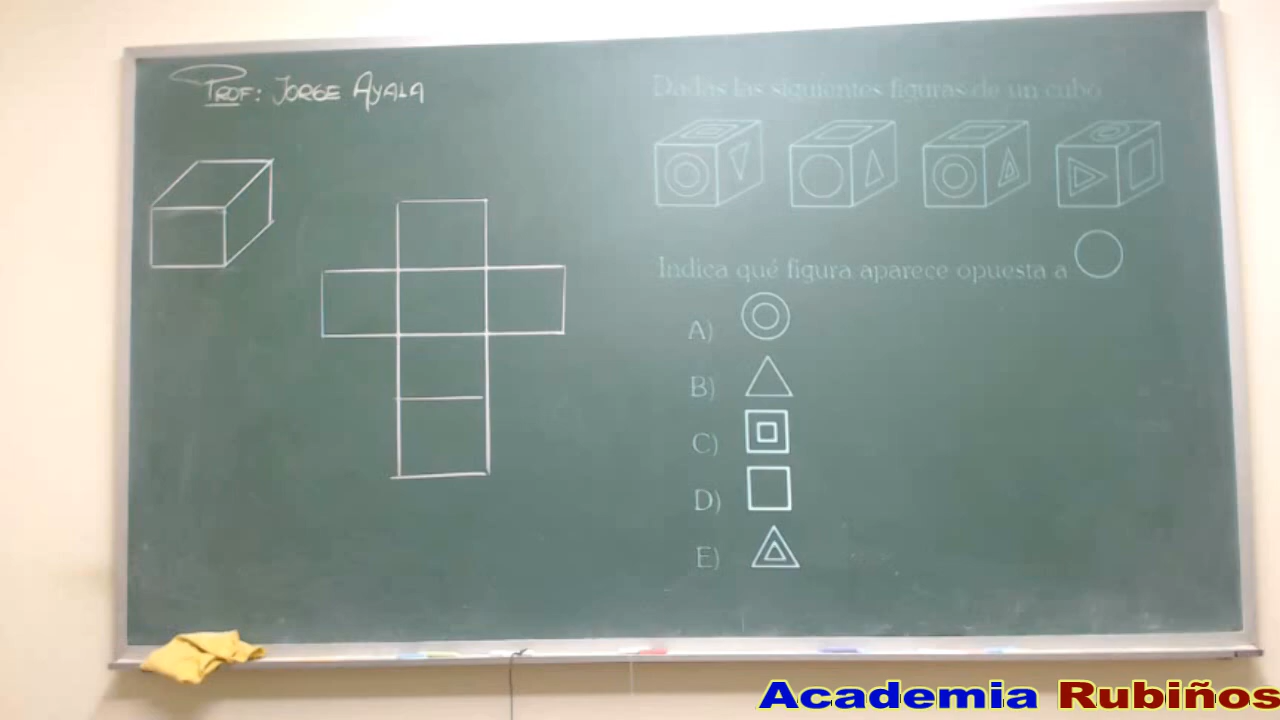 Prof: Jorge Ayala
Dadas las siguientes figuras de un cubo
Indica qué figura aparece opuesta a
A)
B)
C)
D)
E)
Academia Rubiños